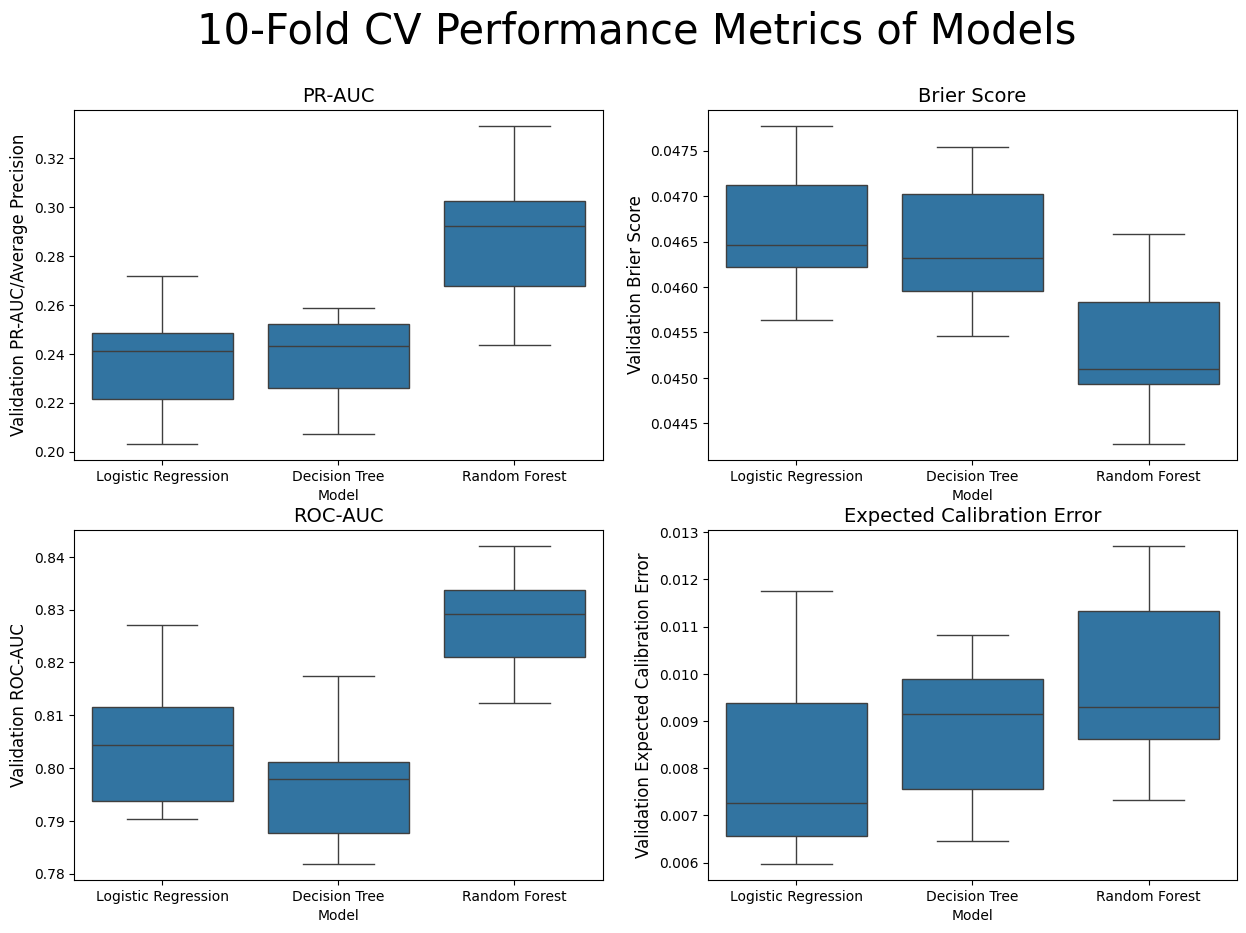 10-Fold CV Performance Metrics of Models
PR-AUC
Validation PR-AUC/Average Precision
0.32
0.30
0.28
0.26
0.24
0.22
0.20
Logistic Regression Decision Tree Random Forest
Model
Brier Score
Validation Brier Score
0.0475
0.0470
0.0465
0.0460
0.0455
0.0450
0.0445
Logistic Regression Decision Tree Random Forest
Model
ROC-AUC
Validation ROC-AUC
0.84
0.83
0.82
0.81
0.80
0.79
0.78
Logistic Regression Decision Tree Random Forest
Model
Expected Calibration Error
Validation Expected Calibration Error
0.013
0.012
0.011
0.010
0.009
0.008
0.007
0.006
Logistic Regression Decision Tree Random Forest
Model